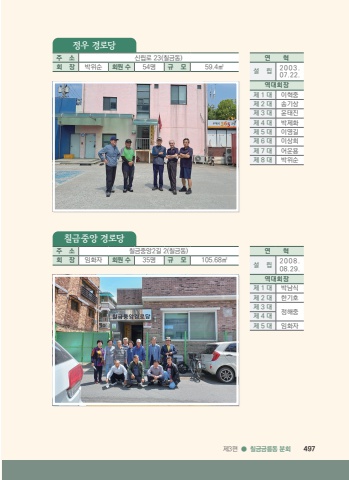 정우 경로당
주 소 신립로 23(칠금동)
회 장 박위순 회원 수 54명 규 모 59.4㎡
연 혁
설 립 2003.
07.22.
역대회장
제 1 대 이혁종
제 2 대 송기상
제 3 대 윤태진
제 4 대 박제화
제 5 대 이영길
제 6 대 이상희
제 7 대 어운용
제 8 대 박위순
칠금중앙 경로당
주 소 칠금중앙2길 2(칠금동)
회 장 임화자 회원 수 35명 규 모 105.68㎡
칠금중앙경로당
연 혁
설 립 2008.
08.29.
역대회장
제 1 대 박남식
제 2 대 한기호
제 3 대 정해종
제 4 대
제 5 대 임화자
제3편 ● 칠금금릉동 문화 497